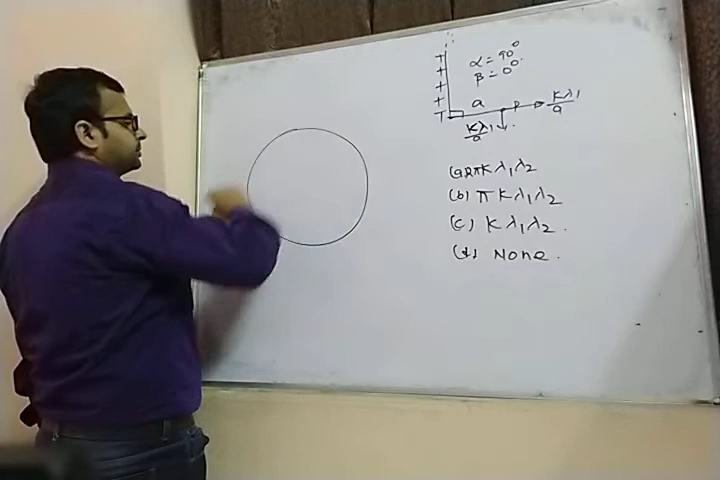 α = 90°
β = 0°.
+
+
+
+
+
a
P
Kλ1/a
Kλ1/a
(a) 2πKλ1λ2
(b) πKλ1λ2
(c) Kλ1λ2.
(d) None.